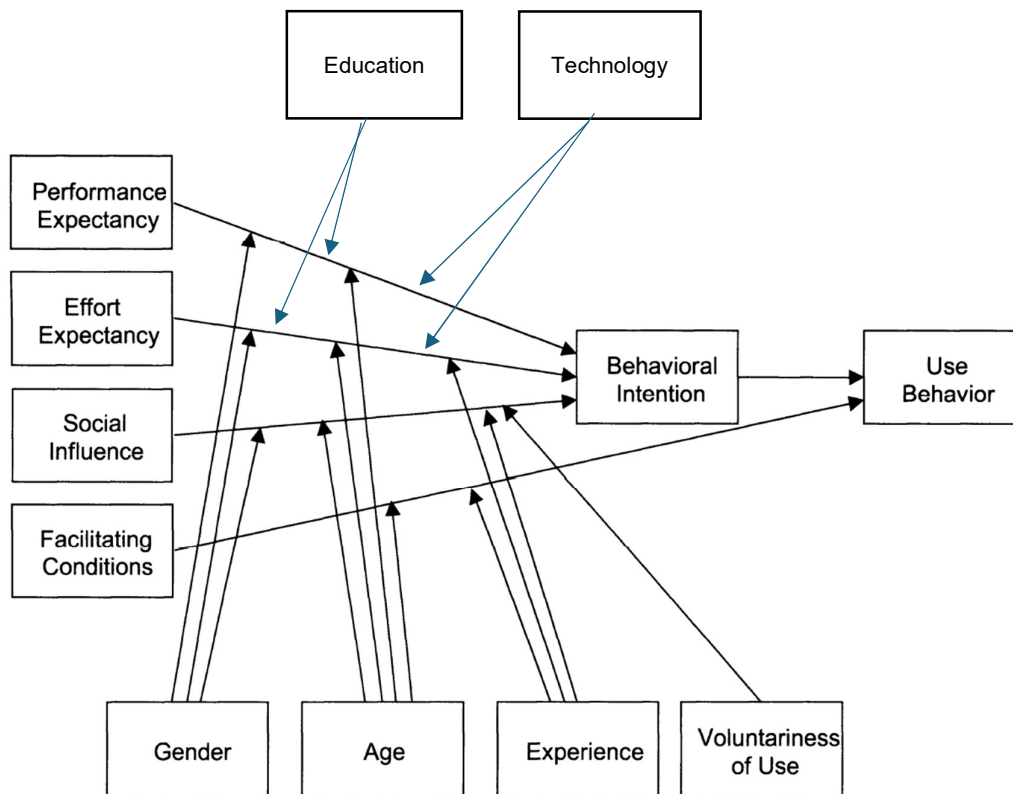 Education
Technology
Performance
Expectancy
Effort
Expectancy
Social
Influence
Facilitating
Conditions
Behavioral
Intention
Use
Behavior
Gender
Age
Experience
Voluntariness
of Use